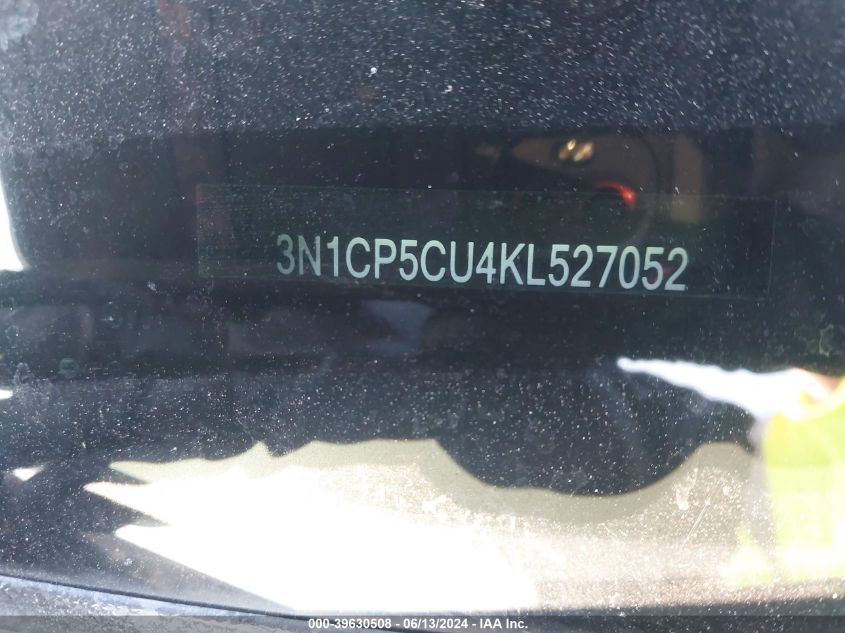 3N1CP5CU4KL527052
000-39630508 - 06/13/2024 - IAA Inc.